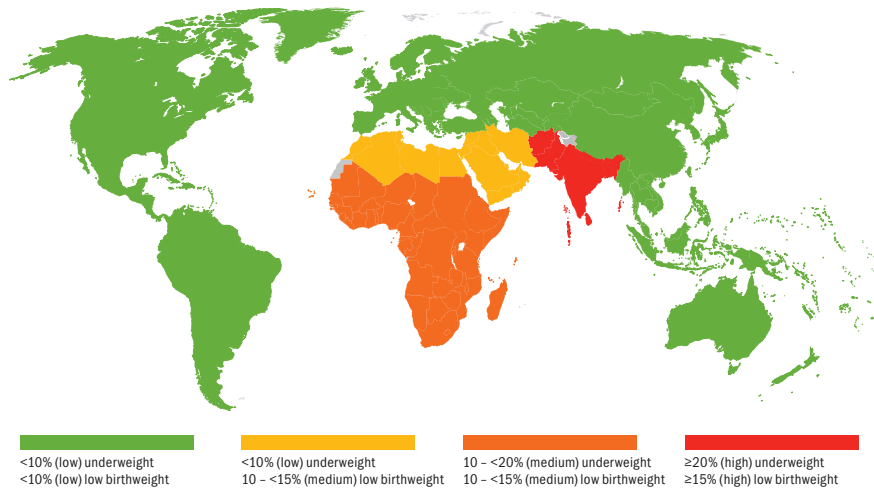 <10% (low) underweight
<10% (low) low birthweight
<10% (low) underweight
10 – <15% (medium) low birthweight
10 – <20% (medium) underweight
10 – <15% (medium) low birthweight
≥20% (high) underweight
≥15% (high) low birthweight